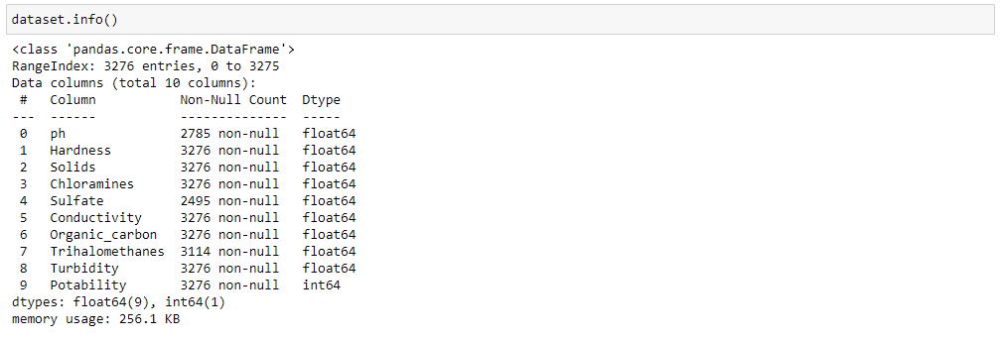 dataset.info()
<class 'pandas.core.frame.DataFrame'>
RangeIndex: 3276 entries, 0 to 3275
Data columns (total 10 columns):
 #   Column           Non-Null Count  Dtype
---  ------           --------------  -----
 0   ph               2785 non-null   float64
 1   Hardness         3276 non-null   float64
 2   Solids           3276 non-null   float64
 3   Chloramines      3276 non-null   float64
 4   Sulfate          2495 non-null   float64
 5   Conductivity     3276 non-null   float64
 6   Organic_carbon   3276 non-null   float64
 7   Trihalomethanes  3114 non-null   float64
 8   Turbidity        3276 non-null   float64
 9   Potability       3276 non-null   int64
dtypes: float64(9), int64(1)
memory usage: 256.1 KB